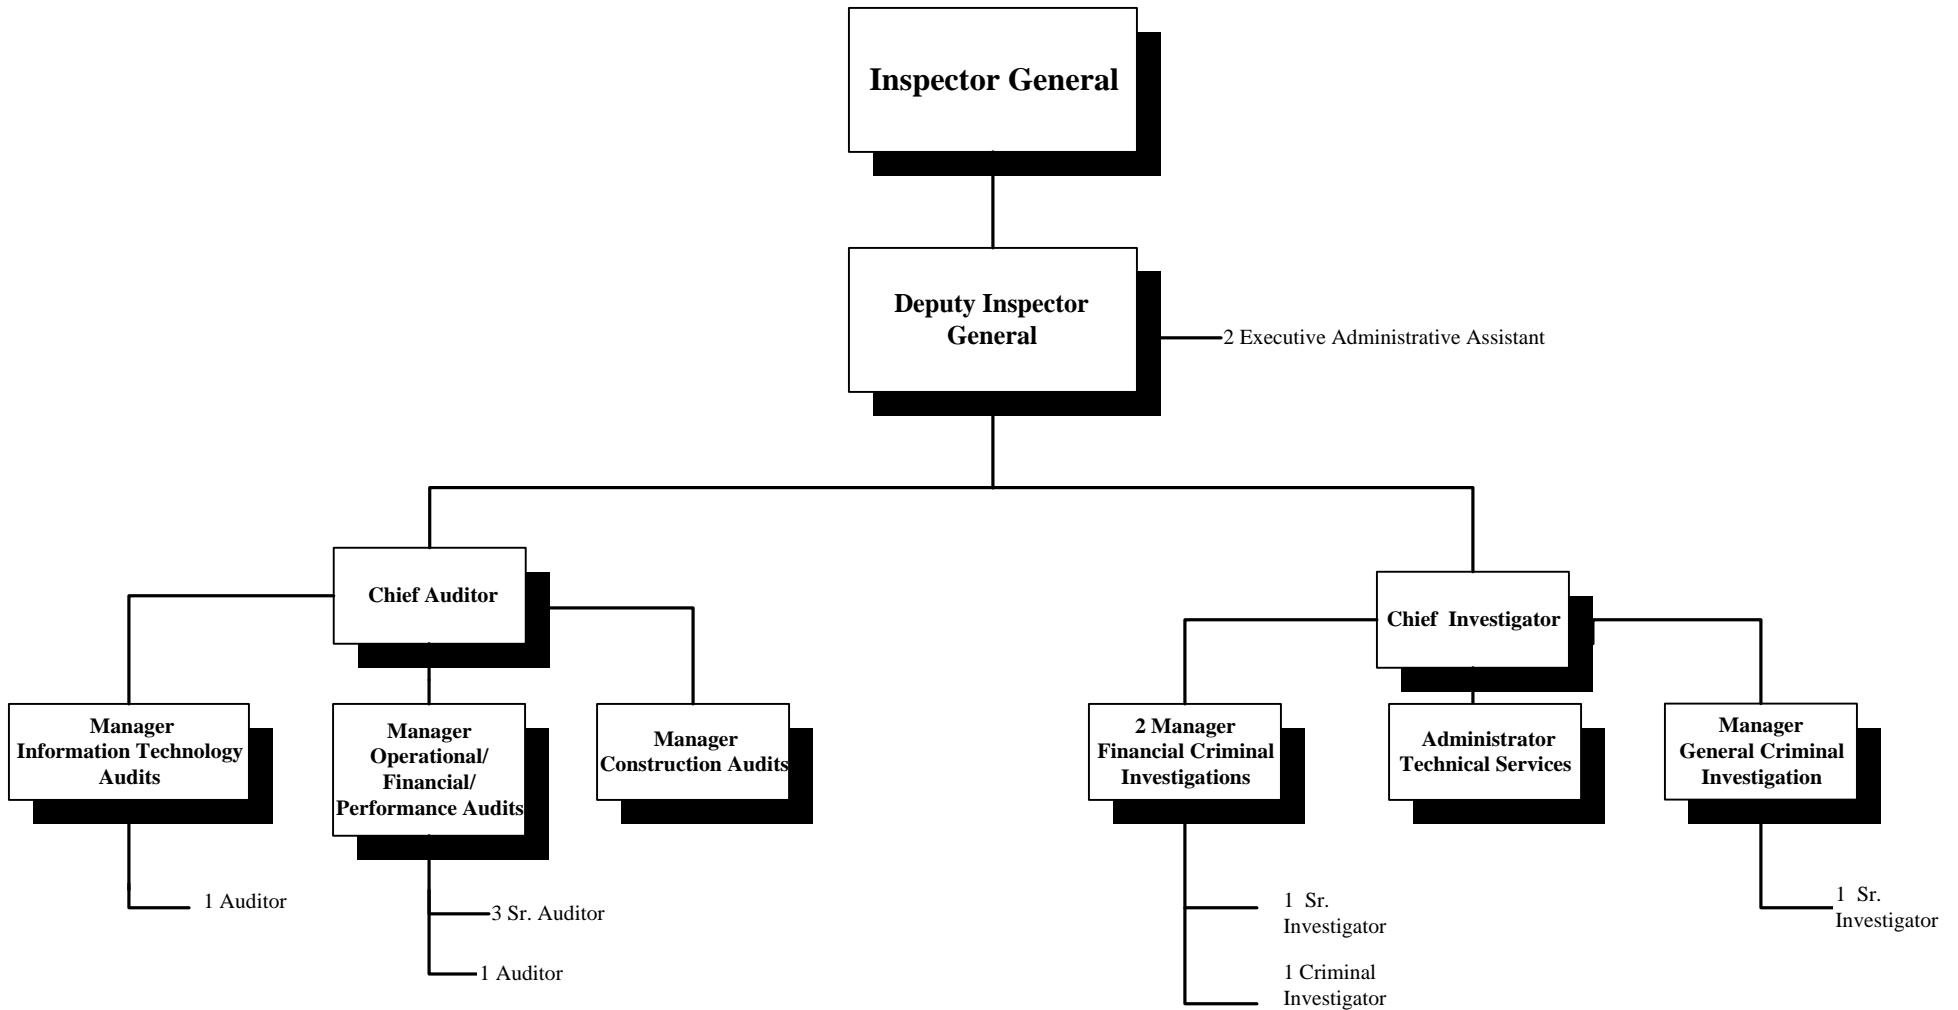 Inspector General
Deputy Inspector
General
2 Executive Administrative Assistant
Chief Auditor
Chief Investigator
Manager
Information Technology
Audits
Manager
Operational/
Financial/
Performance Audits
Manager
Construction Audits
2 Manager
Financial Criminal
Investigations
Administrator
Technical Services
Manager
General Criminal
Investigation
1 Auditor
3 Sr. Auditor
1 Auditor
1 Sr.
Investigator
1 Criminal
Investigator
1 Sr.
Investigator